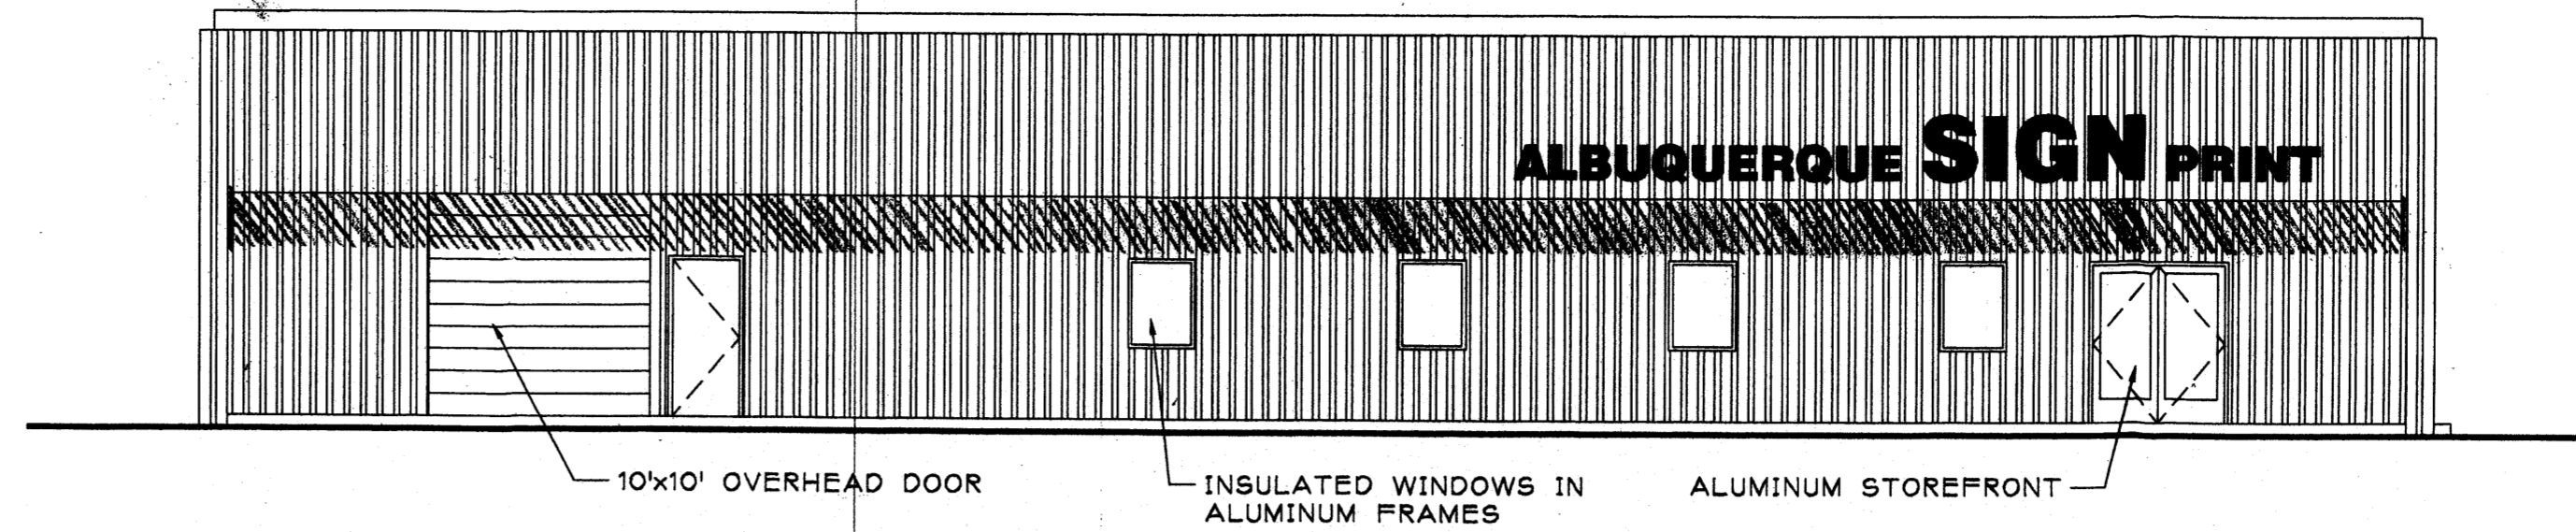 ALBUQUERQUE SIGN PRINT
10'x10' OVERHEAD DOOR
INSULATED WINDOWS IN
ALUMINUM FRAMES
ALUMINUM STOREFRONT